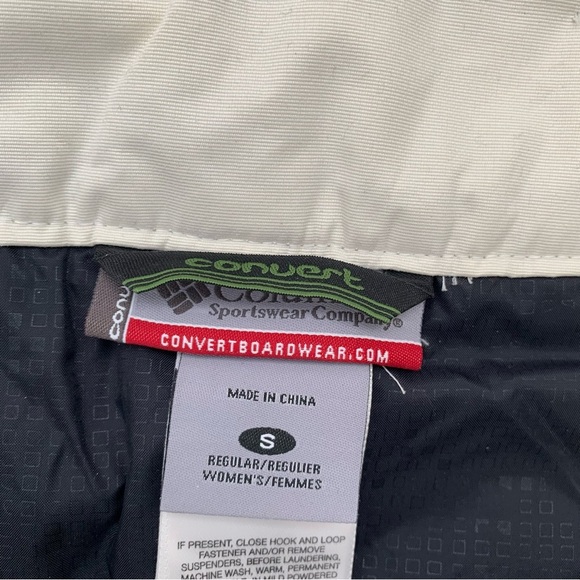 convert
Sportswear Company®
CONVERTBOARDWEAR.COM
MADE IN CHINA
S
REGULAR/REGULIER
WOMEN'S/FEMMES
IF PRESENT, CLOSE HOOK AND LOOP
FASTENER AND/OR REMOVE
SUSPENDERS, BEFORE LAUNDERING,
MACHINE WASH, WARM, PERMANENT